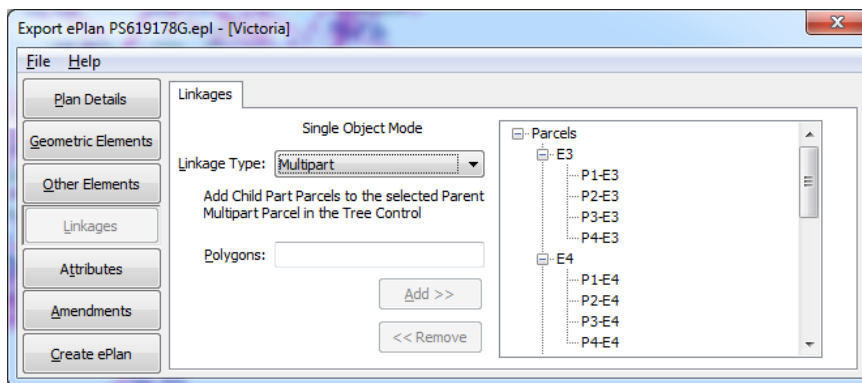 Export ePlan PS619178G.epl - [Victoria]
File Help
Plan Details
Geometric Elements
Other Elements
Linkages
Attributes
Amendments
Create ePlan
Linkages
Single Object Mode
Linkage Type: Multipart
Add Child Part Parcels to the selected Parent
Multipart Parcel in the Tree Control
Polygons:
Add >>
<< Remove
Parcels
E3
P1-E3
P2-E3
P3-E3
P4-E3
E4
P1-E4
P2-E4
P3-E4
P4-E4